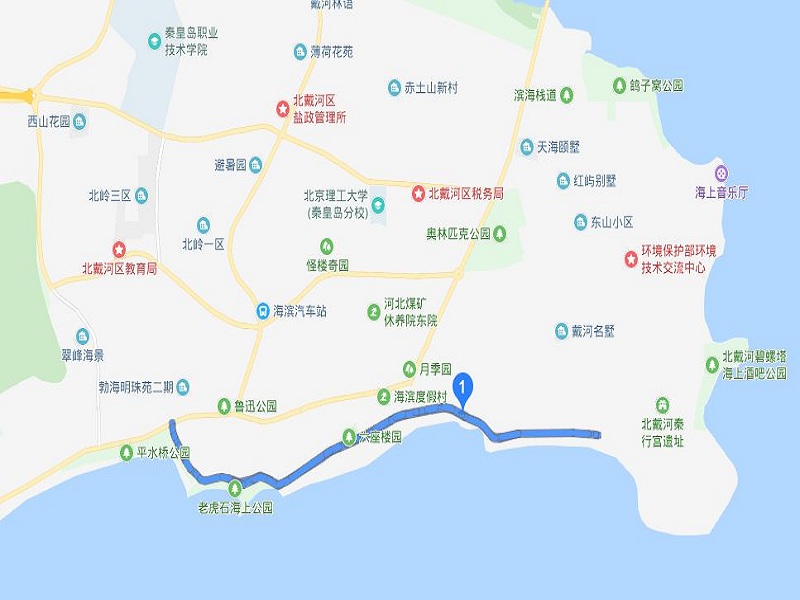 戴河林语
秦皇岛职业
技术学院
薄荷花苑
赤土山新村
鸽子窝公园
滨海栈道
北戴河区
盐政管理所
西山花园
天海颐墅
避暑园
红屿别墅
海上音乐厅
北岭三区
北京理工大学
(秦皇岛分校)
北戴河区税务局
东山小区
北岭一区
奥林匹克公园
怪楼奇园
环境保护部环境
技术交流中心
北戴河区教育局
海滨汽车站
河北煤矿
休养院东院
戴河名墅
翠峰海景
北戴河碧螺塔
海上酒吧公园
月季园
勃海明珠苑二期
1
海滨度假村
鲁迅公园
北戴河秦
行宫遗址
六座楼园
平水桥公园
老虎石海上公园